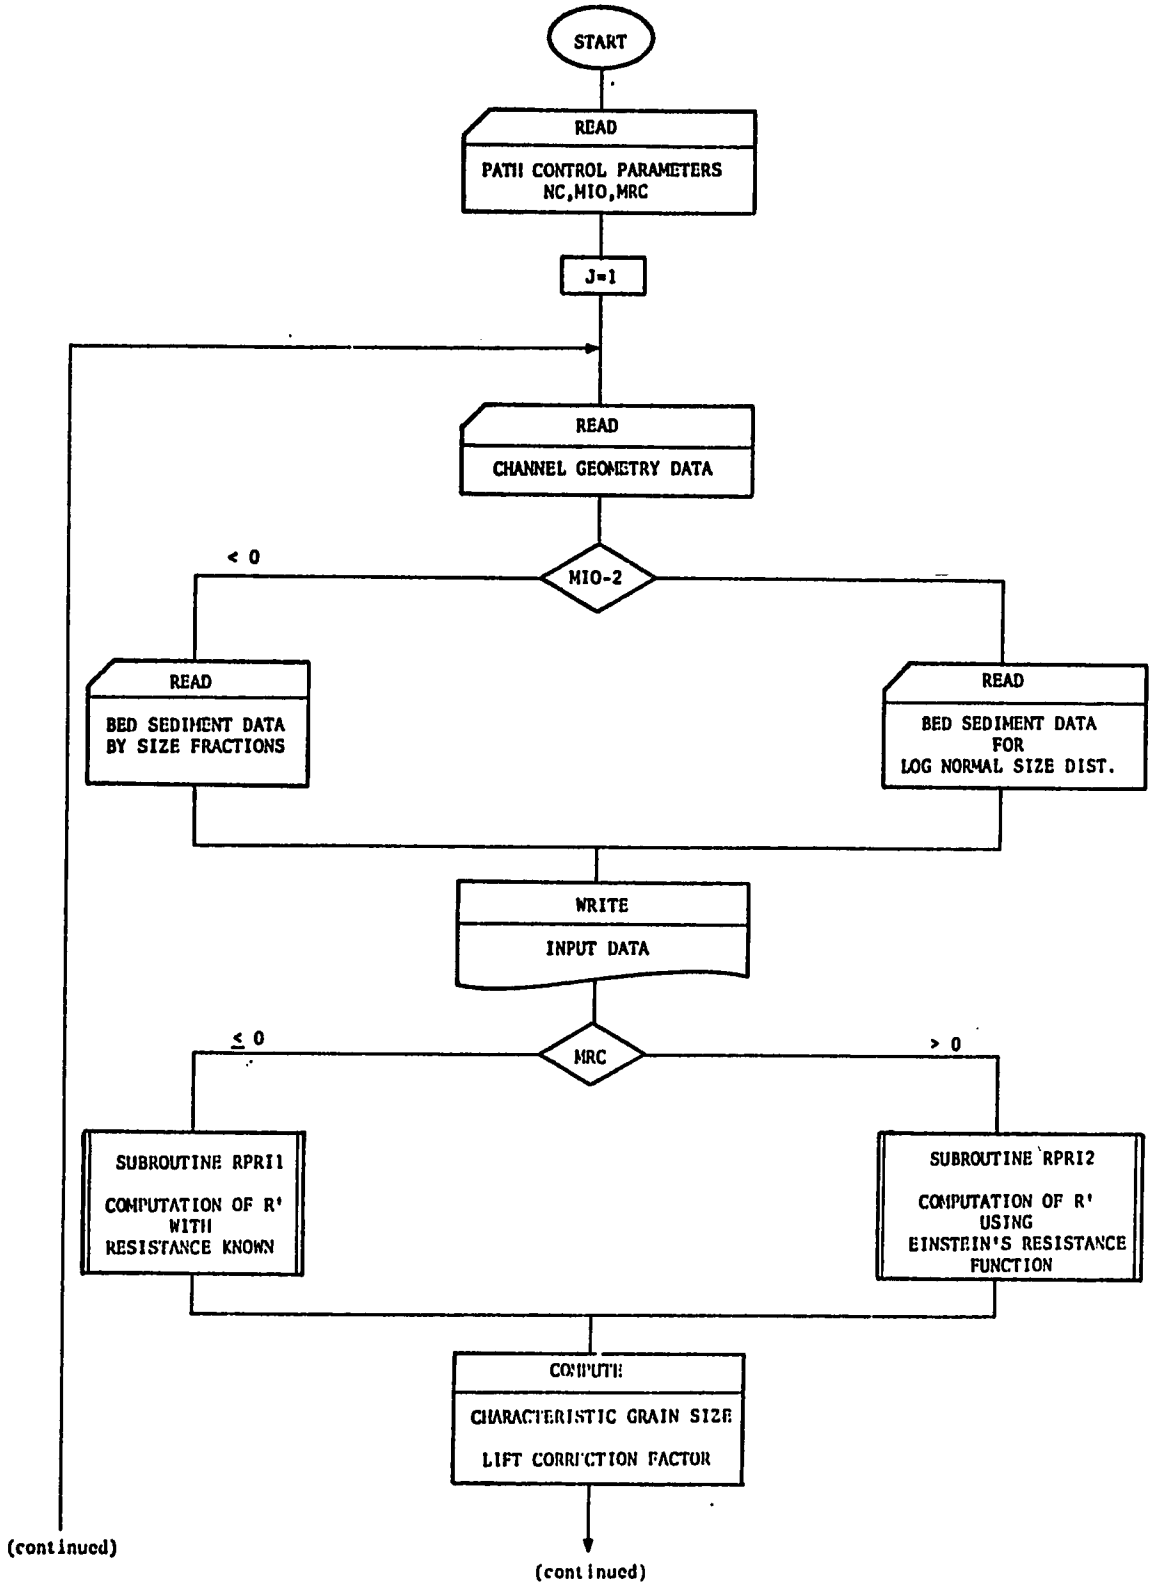 START
READ
PATH CONTROL PARAMETERS
NC,MIO,MRC
J=1
READ
CHANNEL GEOMETRY DATA
< 0
MIO-2
READ
BED SEDIMENT DATA
BY SIZE FRACTIONS
READ
BED SEDIMENT DATA
FOR
LOG NORMAL SIZE DIST.
WRITE
INPUT DATA
≤ 0
MRC
> 0
SUBROUTINE RPRI1
COMPUTATION OF R'
WITH
RESISTANCE KNOWN
SUBROUTINE RPRI2
COMPUTATION OF R'
USING
EINSTEIN'S RESISTANCE
FUNCTION
COMPUTE
CHARACTERISTIC GRAIN SIZE
LIFT CORRECTION FACTOR
(continued)
(continued)